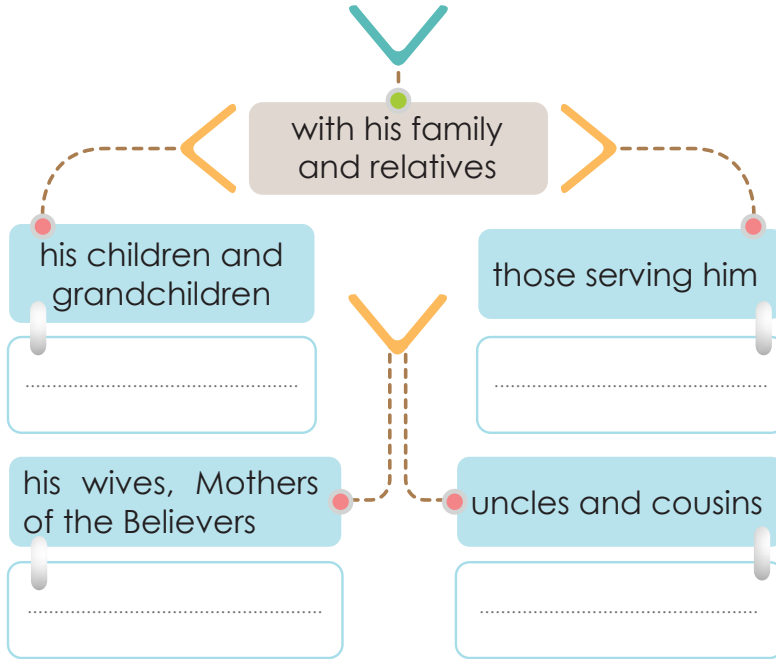 with his family
and relatives
his children and
grandchildren
those serving him
................................................................
................................................................
his wives, Mothers
of the Believers
uncles and cousins
................................................................
................................................................